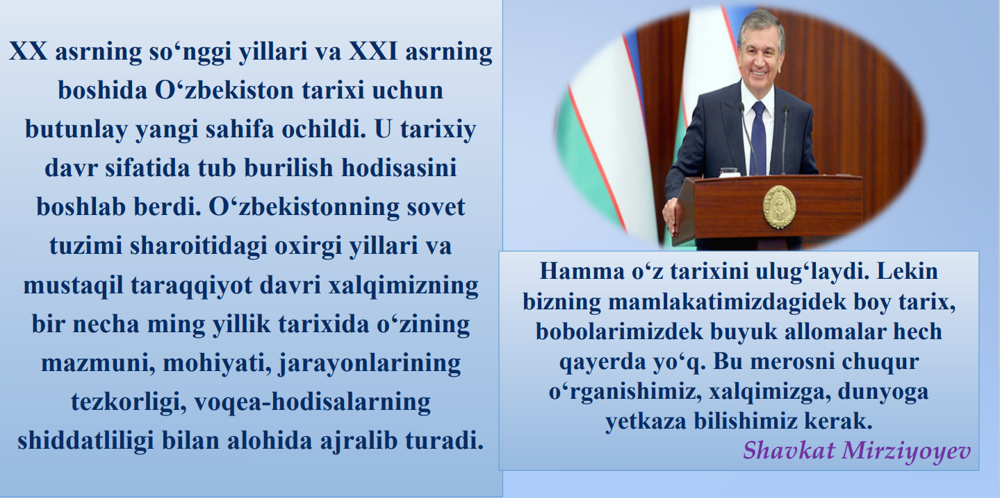 XX asrning so‘nggi yillari va XXI asrning
boshida O‘zbekiston tarixi uchun
butunlay yangi sahifa ochildi. U tarixiy
davr sifatida tub burilish hodisasini
boshlab berdi. O‘zbekistonning sovet
tuzimi sharoitidagi oxirgi yillari va
mustaqil taraqqiyot davri xalqimizning
bir necha ming yillik tarixida o‘zining
mazmuni, mohiyati, jarayonlarining
tezkorligi, voqea-hodisalarning
shiddatliligi bilan alohida ajralib turadi.
Hamma o‘z tarixini ulug‘laydi. Lekin
bizning mamlakatimizdagidek boy tarix,
bobolarimizdek buyuk allomalar hech
qayerda yo‘q. Bu merosni chuqur
o‘rganishimiz, xalqimizga, dunyoga
yetkaza bilishimiz kerak.
Shavkat Mirziyoyev